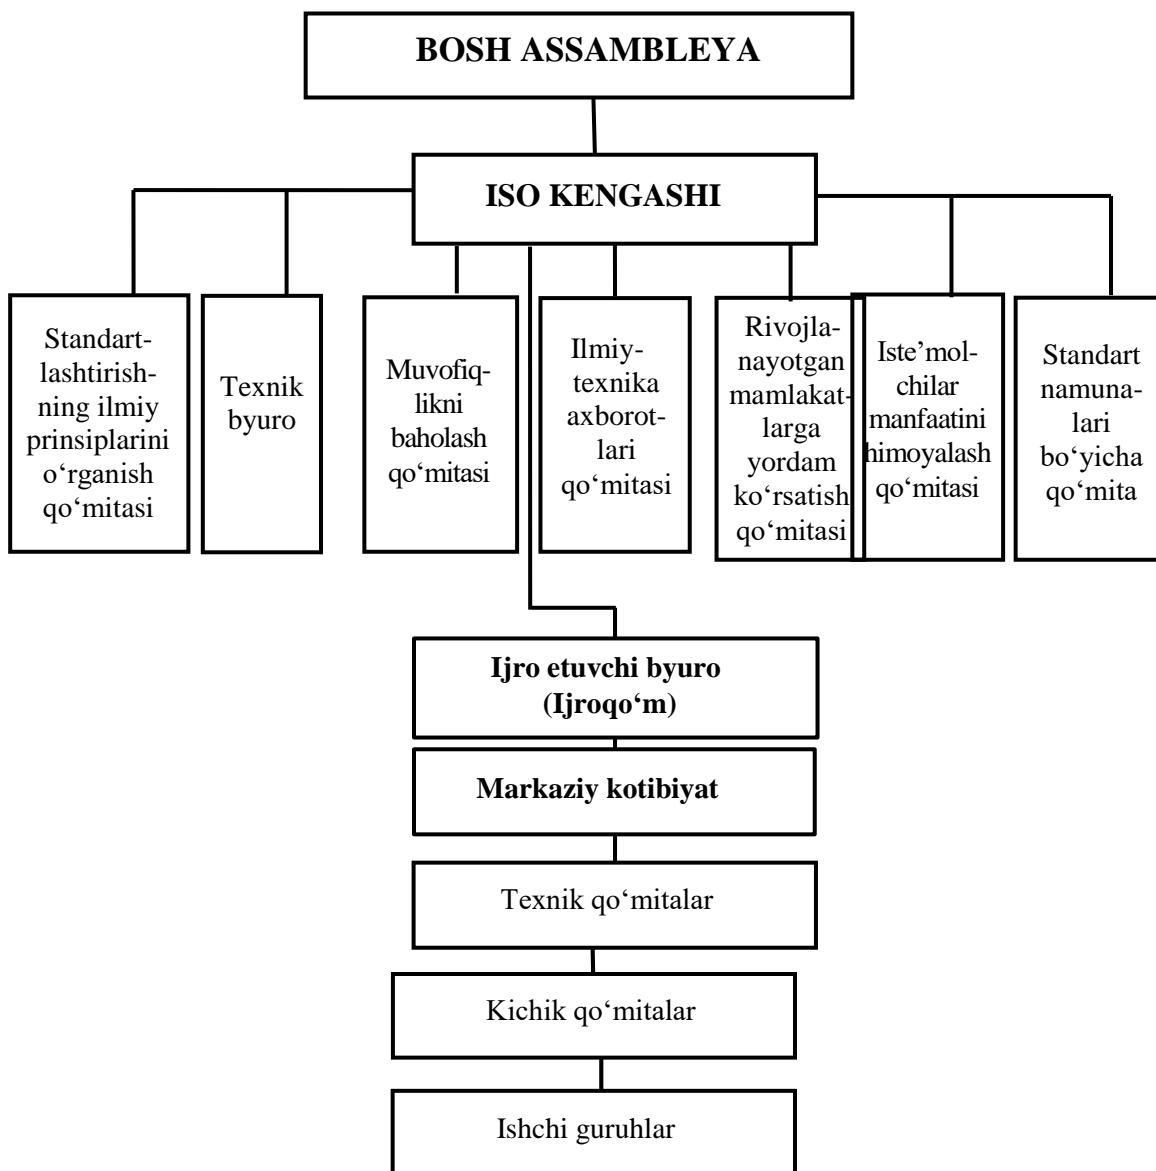 BOSH ASSAMBLEYA
ISO KENGASHI
Standart-
lashtirish-
ning ilmiy
prinsiplarini
o‘rganish
qo‘mitasi
Texnik
byuro
Muvofiq-
likni
baholash
qo‘mitasi
Ilmiy-
texnika
axborot-
lari
qo‘mitasi
Rivojla-
nayotgan
mamlakat-
larga
yordam
ko‘rsatish
qo‘mitasi
Iste’mol-
chilar
manfaatini
himoyalash
qo‘mitasi
Standart
namuna-
lari
bo‘yicha
qo‘mita
Ijro etuvchi byuro
(Ijroqo‘m)
Markaziy kotibiyat
Texnik qo‘mitalar
Kichik qo‘mitalar
Ishchi guruhlar